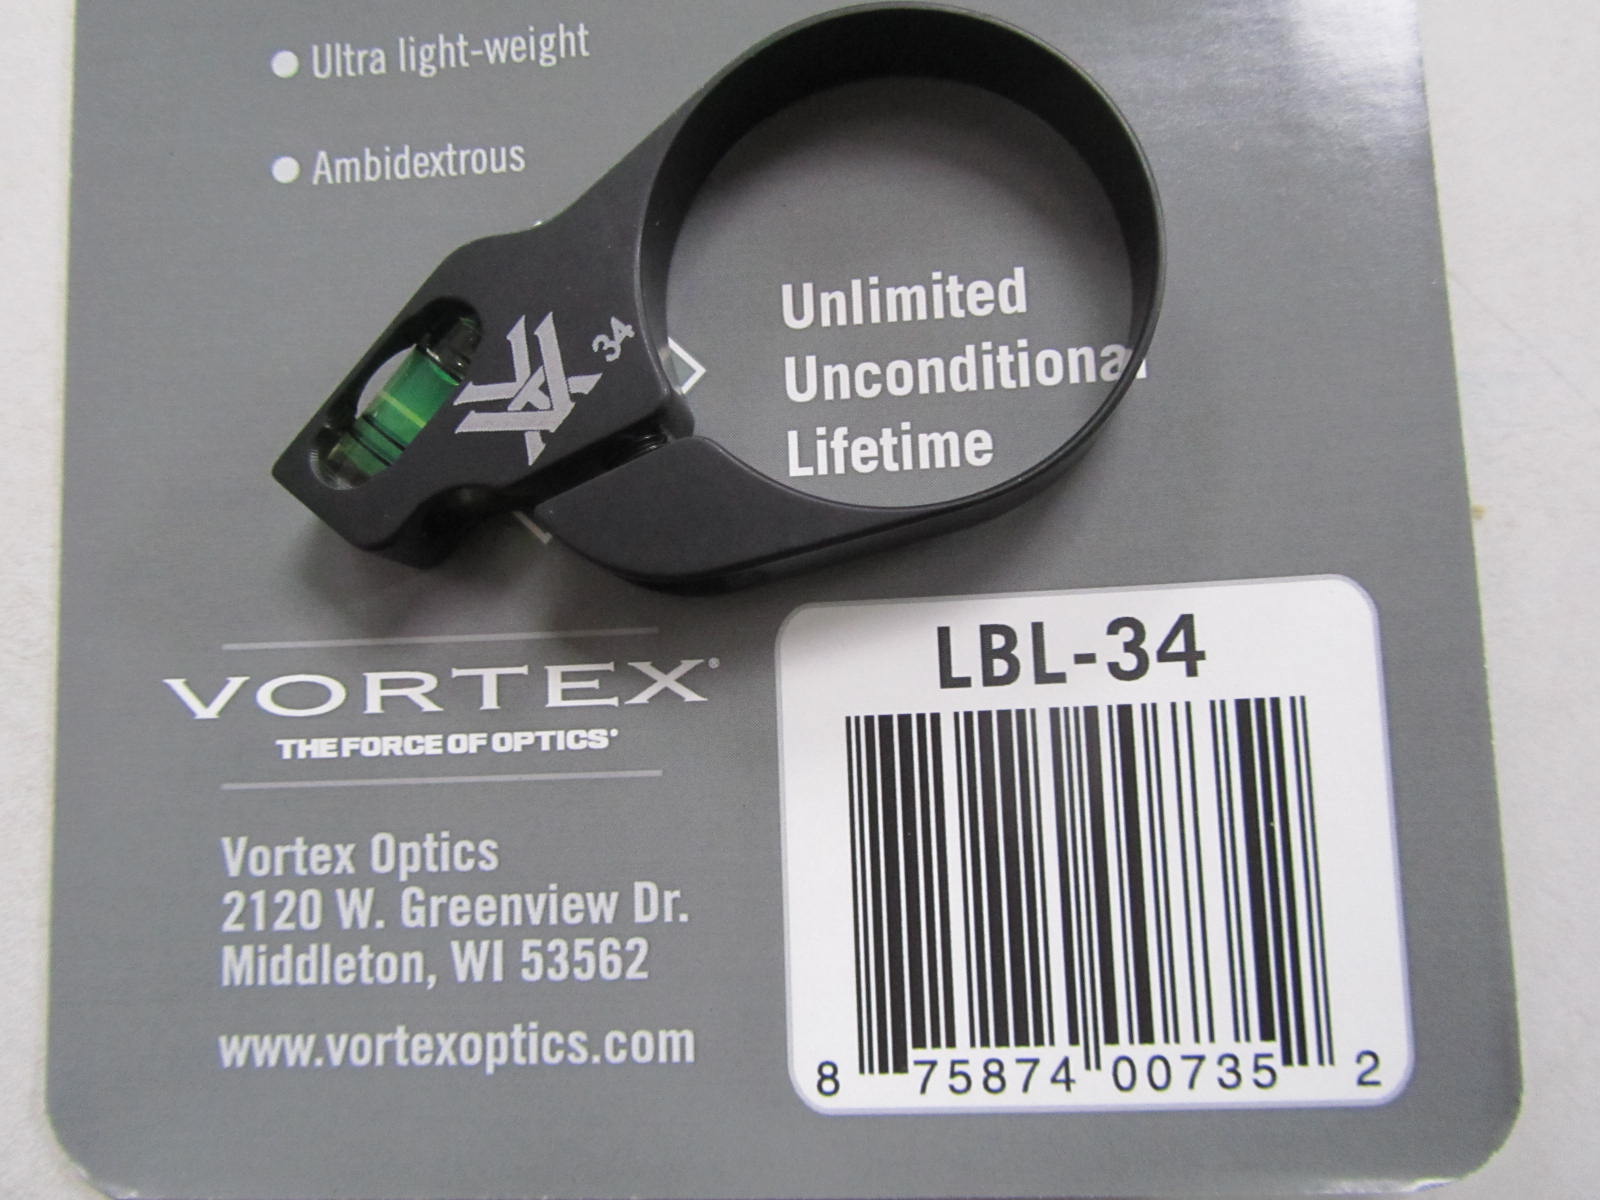 Ultra light-weight
Ambidextrous
34
Unlimited
Unconditional
Lifetime
VORTEX®
THE FORCE OF OPTICS
Vortex Optics
2120 W. Greenview Dr.
Middleton, WI 53562
www.vortexoptics.com
LBL-34
8 75874 00735 2